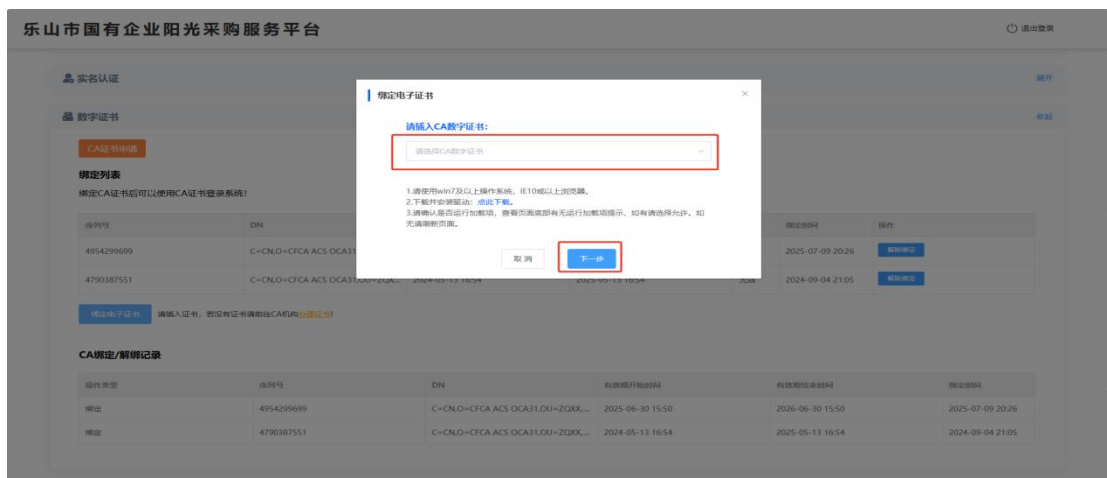 乐山市国有企业阳光采购服务平台
退出登录
实名认证
展开
数字证书
收起
CA证书申请
绑定列表
绑定CA证书后可以使用CA证书登录系统!
序列号 DN 绑定时间 操作
4954299699 C=CN,O=CFCA ACS OCA31 2025-07-09 20:26 解除绑定
4790387551 C=CN,O=CFCA ACS OCA31,OU=ZQX... 2024-05-13 16:54 2025-05-13 16:54 无效 2024-09-04 21:05 解除绑定
绑定电子证书 请插入证书，若没有证书请前往CA机构办理证书!
CA绑定/解绑记录
操作类型 序列号 DN 有效期开始时间 有效期结束时间 绑定时间
绑定 4954299699 C=CN,O=CFCA ACS OCA31,OU=ZQXX,... 2025-06-30 15:50 2026-06-30 15:50 2025-07-09 20:26
绑定 4790387551 C=CN,O=CFCA ACS OCA31,OU=ZQXX,... 2024-05-13 16:54 2025-05-13 16:54 2024-09-04 21:05
绑定电子证书
请插入CA数字证书:
请选择CA数字证书
1.请使用win7及以上操作系统，IE10或以上浏览器。
2.下载并安装驱动: 点此下载。
3.请确认是否运行加载项，查看页面底部有无运行加载项提示，如有请选择允许。如
无请刷新页面。
取 消
下一步